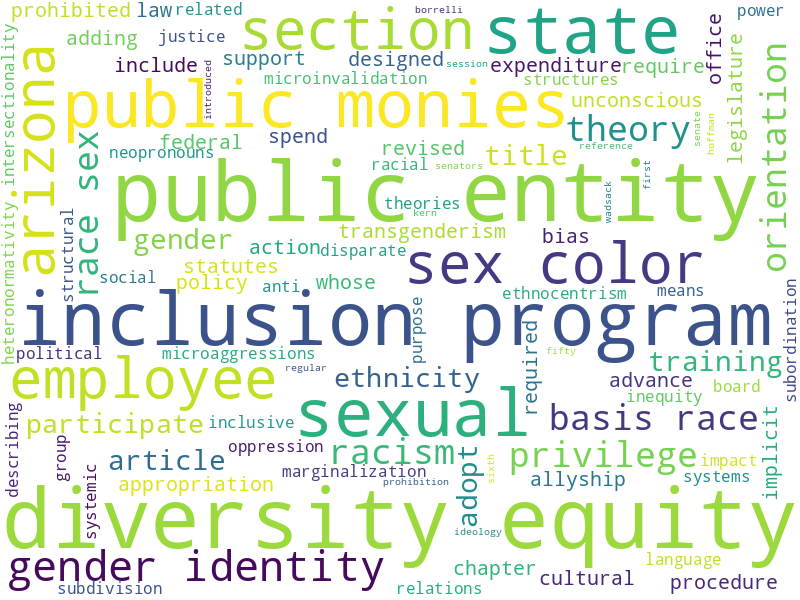 prohibited law related borrelli power
adding justice section state
include support designed session expenditure require office
microinvalidation structures
arizona public monies introduced unconscious legislature orientation
federal spend revised theory senate hoffman
neopronouns racial senators title reference
race sex public entity
theories kern wadsack first
gender transgenderism bias
action disparate
heteronormativity, intersectionality
statutes sex color
structural social policy anti whose ethnocentrism means
inclusion program purpose subordination
political microaggressions fifty
employee regular ethnicity required training
advance board
inequity
participate inclusive sexual basis race
describing group oppression racism privilege impact implicit
article marginalization
systemic appropriation prohibition adopt sixth allyship systems
diversity equity
ideology
gender identity language
chapter cultural procedure
subdivision relations